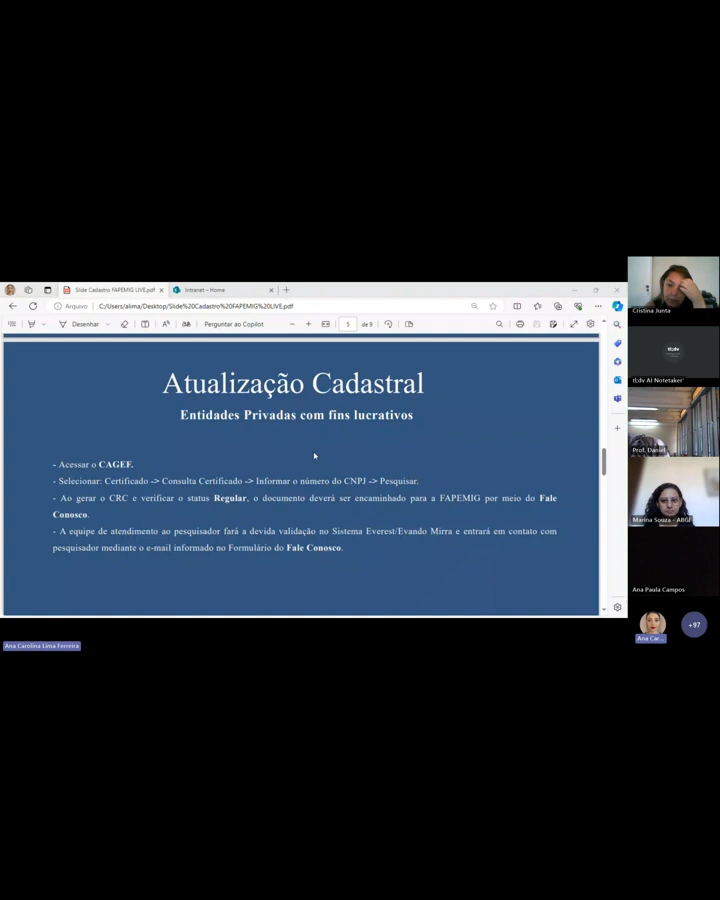 Slide Cadastro FAPEMIG LIVE.pdf
Intranet – Home
Arquivo
C:/Users/alima/Desktop/Slide%20Cadastro%20FAPEMIG%20LIVE.pdf
Desenhar
Perguntar ao Copilot
5 de 9
Atualização Cadastral
Entidades Privadas com fins lucrativos
- Acessar o CAGEF.
- Selecionar: Certificado -> Consulta Certificado -> Informar o número do CNPJ -> Pesquisar.
- Ao gerar o CRC e verificar o status Regular, o documento deverá ser encaminhado para a FAPEMIG por meio do Fale
Conosco.
- A equipe de atendimento ao pesquisador fará a devida validação no Sistema Everest/Evando Mirra e entrará em contato com
pesquisador mediante o e-mail informado no Formulário do Fale Conosco.
Cristina Junta
tl;dv
tl;dv AI Notetaker'
Prof. Daniel
Marina Souza - ABGF
Ana Paula Campos
Ana Car...
+97
Ana Carolina Lima Ferreira